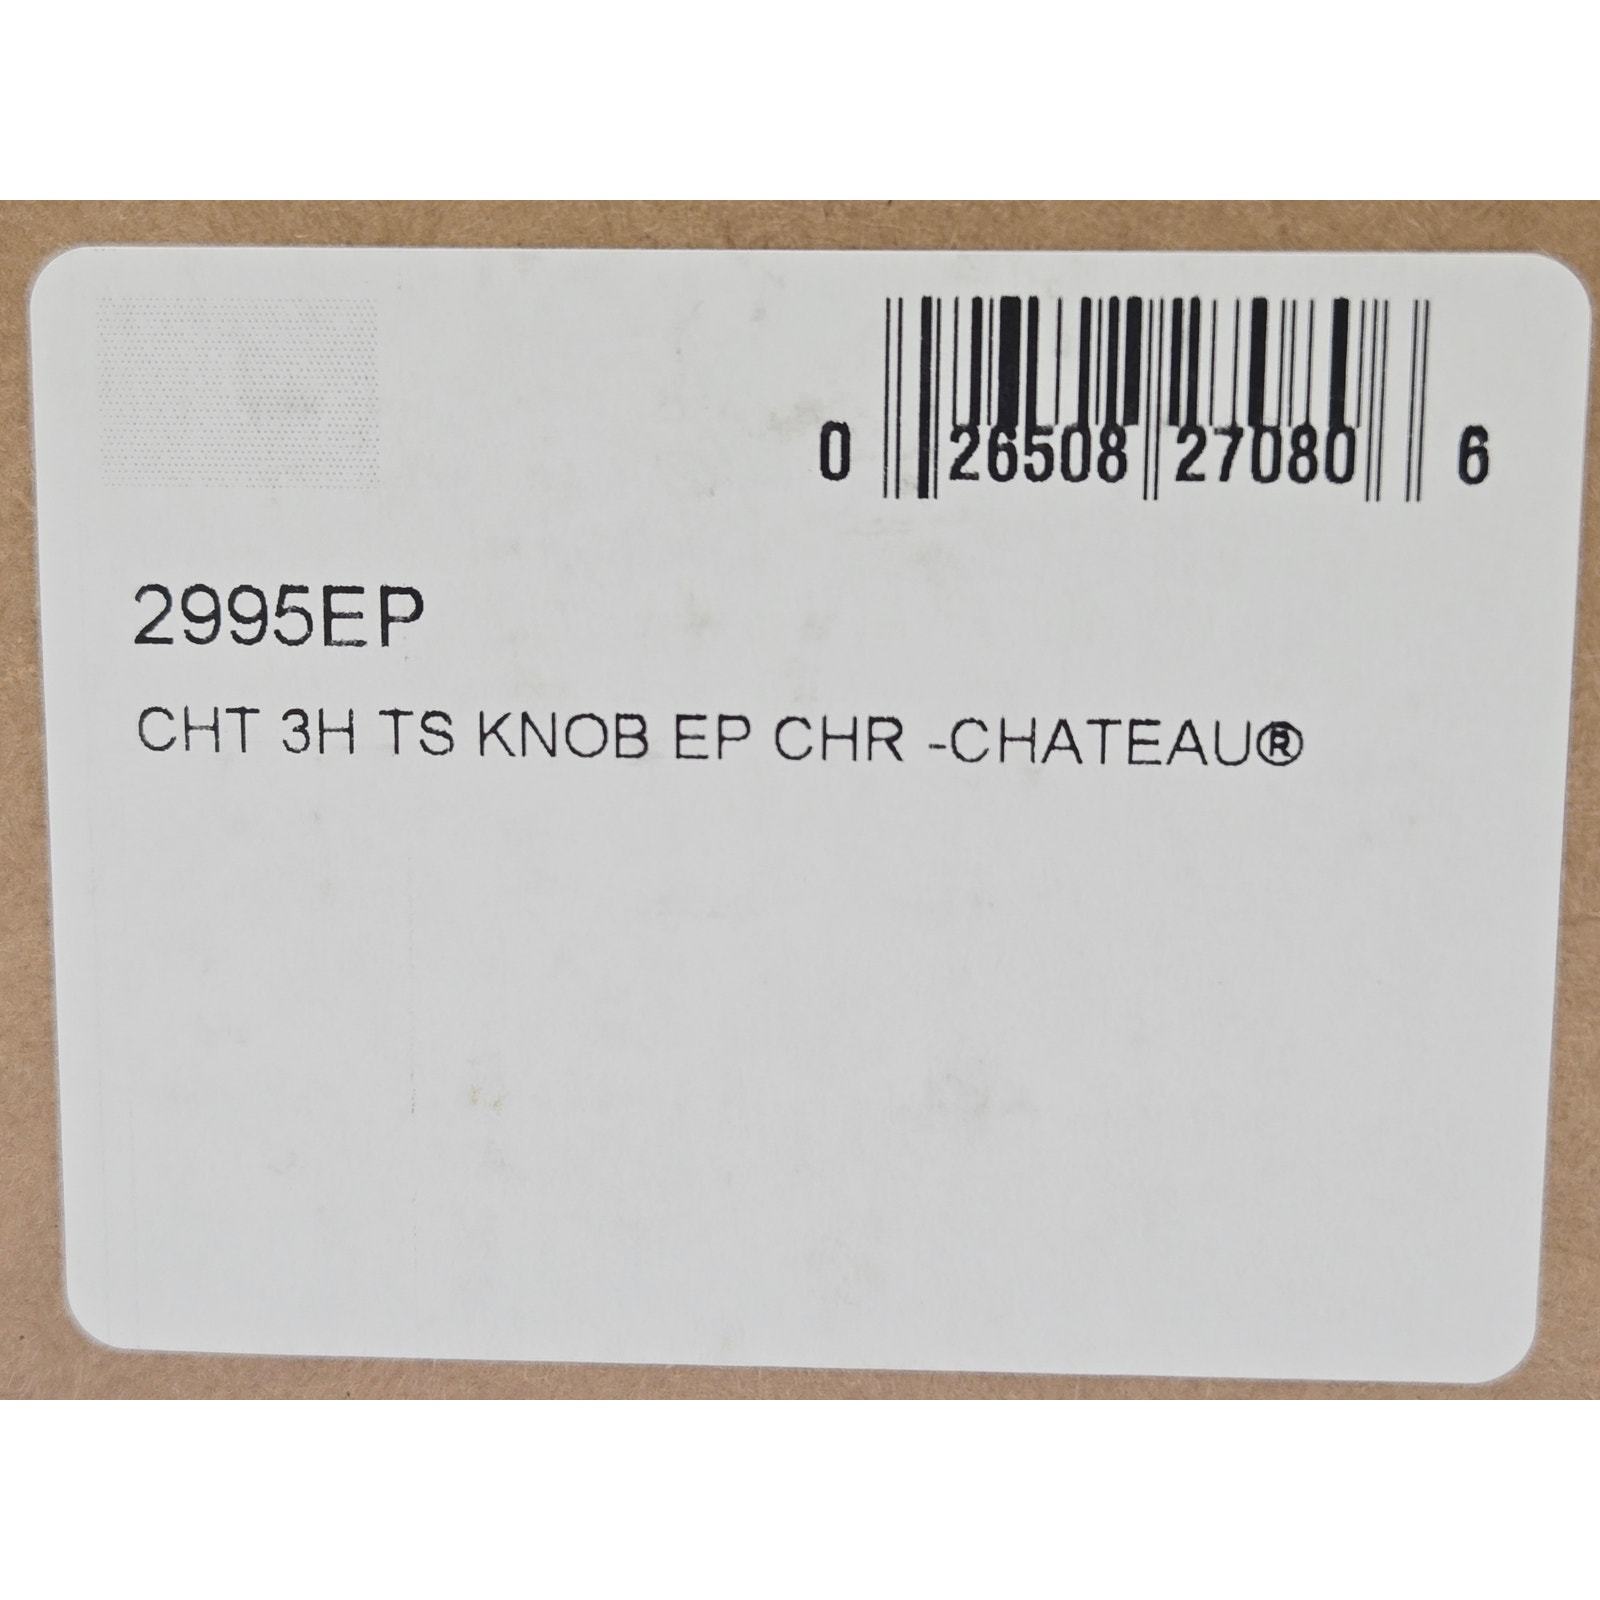 0 26508 27080 6
2995EP
CHT 3H TS KNOB EP CHR -CHATEAU®